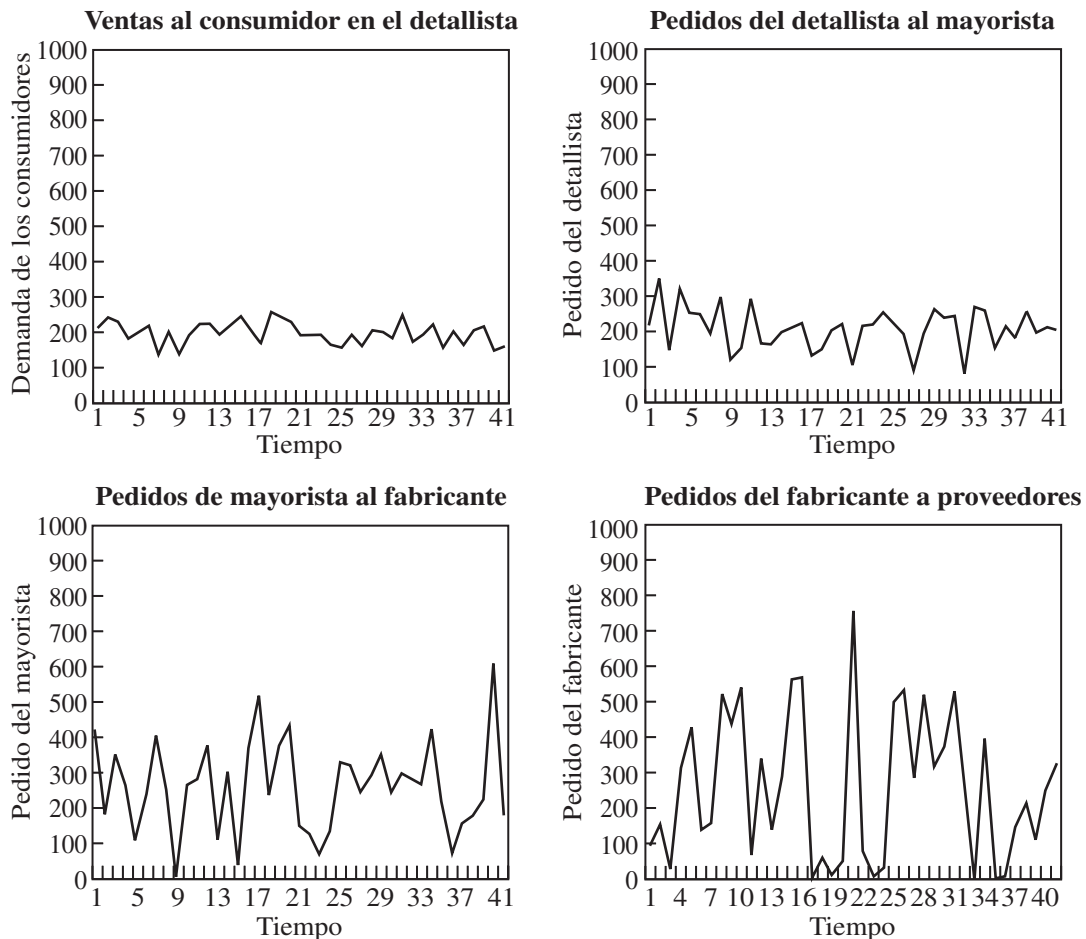 Ventas al consumidor en el detallista
Demanda de los consumidores
1000
900
800
700
600
500
400
300
200
100
0
1 5 9 13 17 21 25 29 33 37 41
Tiempo
Pedidos del detallista al mayorista
Pedido del detallista
1000
900
800
700
600
500
400
300
200
100
0
1 5 9 13 17 21 25 29 33 37 41
Tiempo
Pedidos de mayorista al fabricante
Pedido del mayorista
1000
900
800
700
600
500
400
300
200
100
0
1 5 9 13 17 21 25 29 33 37 41
Tiempo
Pedidos del fabricante a proveedores
Pedido del fabricante
1000
900
800
700
600
500
400
300
200
100
0
1 4 7 10 13 16 19 22 25 28 31 34 37 40
Tiempo